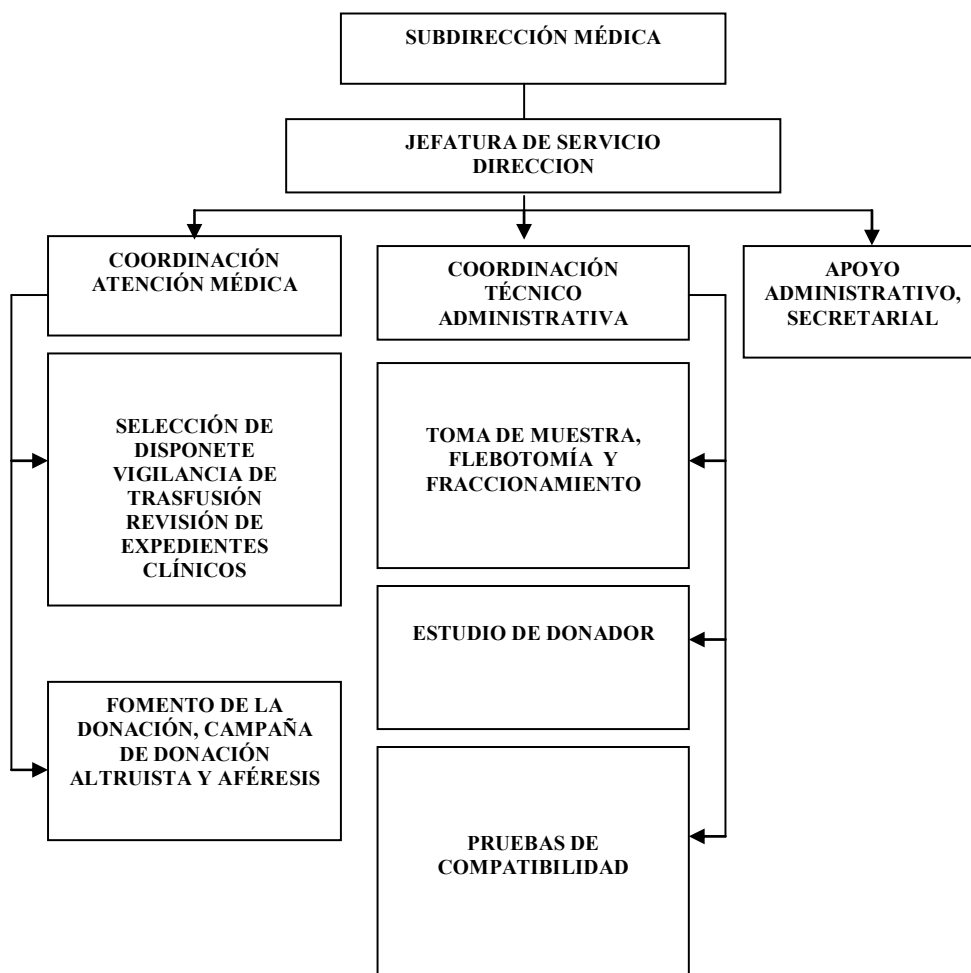 SUBDIRECCIÓN MÉDICA
JEFATURA DE SERVICIO
DIRECCION
COORDINACIÓN
ATENCIÓN MÉDICA
COORDINACIÓN
TÉCNICO
ADMINISTRATIVA
APOYO
ADMINISTRATIVO,
SECRETARIAL
SELECCIÓN DE
DISPONETE
VIGILANCIA DE
TRASFUSIÓN
REVISIÓN DE
EXPEDIENTES
CLÍNICOS
TOMA DE MUESTRA,
FLEBOTOMÍA Y
FRACCIONAMIENTO
ESTUDIO DE DONADOR
FOMENTO DE LA
DONACIÓN, CAMPAÑA
DE DONACIÓN
ALTRUISTA Y AFÉRESIS
PRUEBAS DE
COMPATIBILIDAD